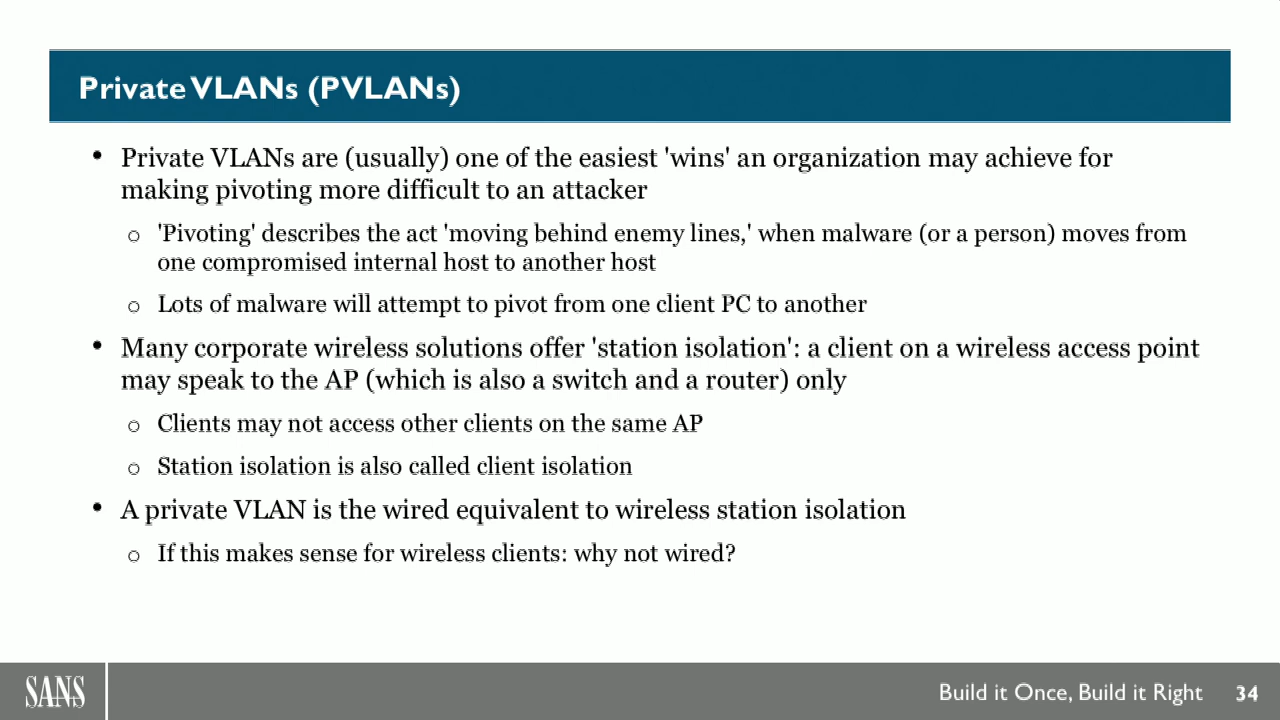 Private VLANs (PVLANs)
• Private VLANs are (usually) one of the easiest 'wins' an organization may achieve for
making pivoting more difficult to an attacker
o 'Pivoting' describes the act 'moving behind enemy lines,' when malware (or a person) moves from
one compromised internal host to another host
o Lots of malware will attempt to pivot from one client PC to another
• Many corporate wireless solutions offer 'station isolation': a client on a wireless access point
may speak to the AP (which is also a switch and a router) only
o Clients may not access other clients on the same AP
o Station isolation is also called client isolation
• A private VLAN is the wired equivalent to wireless station isolation
o If this makes sense for wireless clients: why not wired?
SANS
Build it Once, Build it Right 34